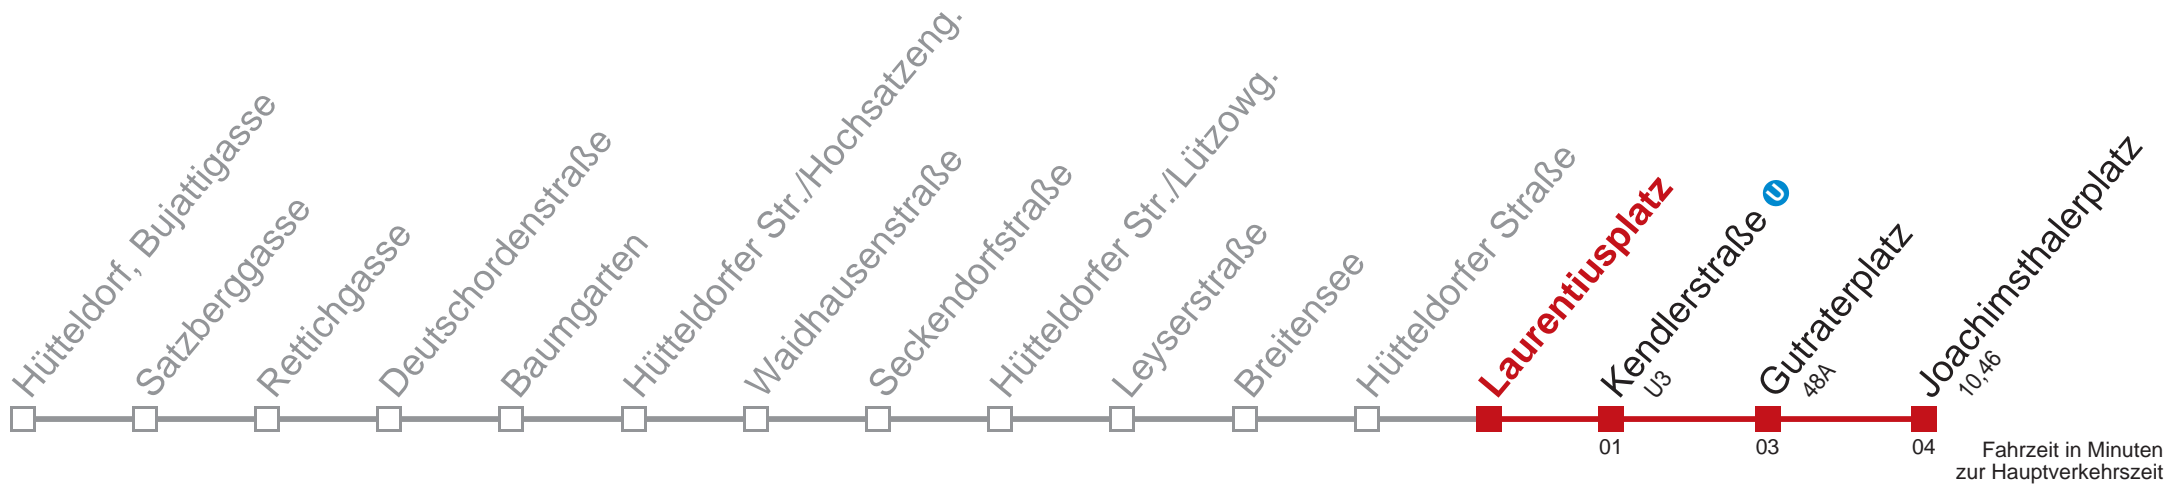 Hütteldorf, Bujattigasse
Satzberggasse
Rettichgasse
Deutschordenstraße
Baumgarten
Hütteldorfer Str./Hochsatzeng.
Waidhausenstraße
Seckendorfstraße
Hütteldorfer Str./Lützowg.
Leyserstraße
Breitensee
Hütteldorfer Straße
Laurentiusplatz
Kendlerstraße U
U3
Gutraterplatz
48A
Joachimsthalerplatz
10,46
01
03
04
Fahrzeit in Minuten
zur Hauptverkehrszeit